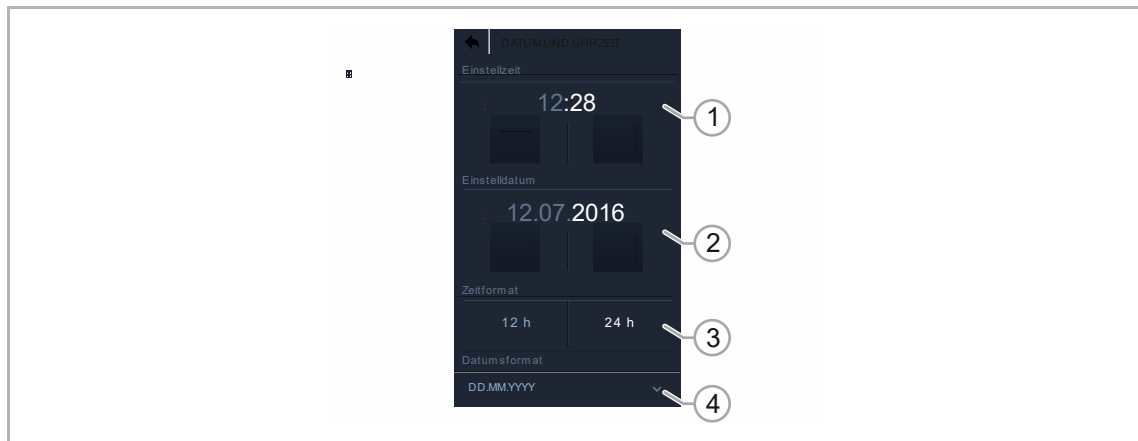 DATUM UND UHRZEIT
Einstellzeit
12:28
1
Einstelldatum
12.07.2016
2
Zeitformat
12 h
24 h
3
Datumsformat
DD.MM.YYYY
4